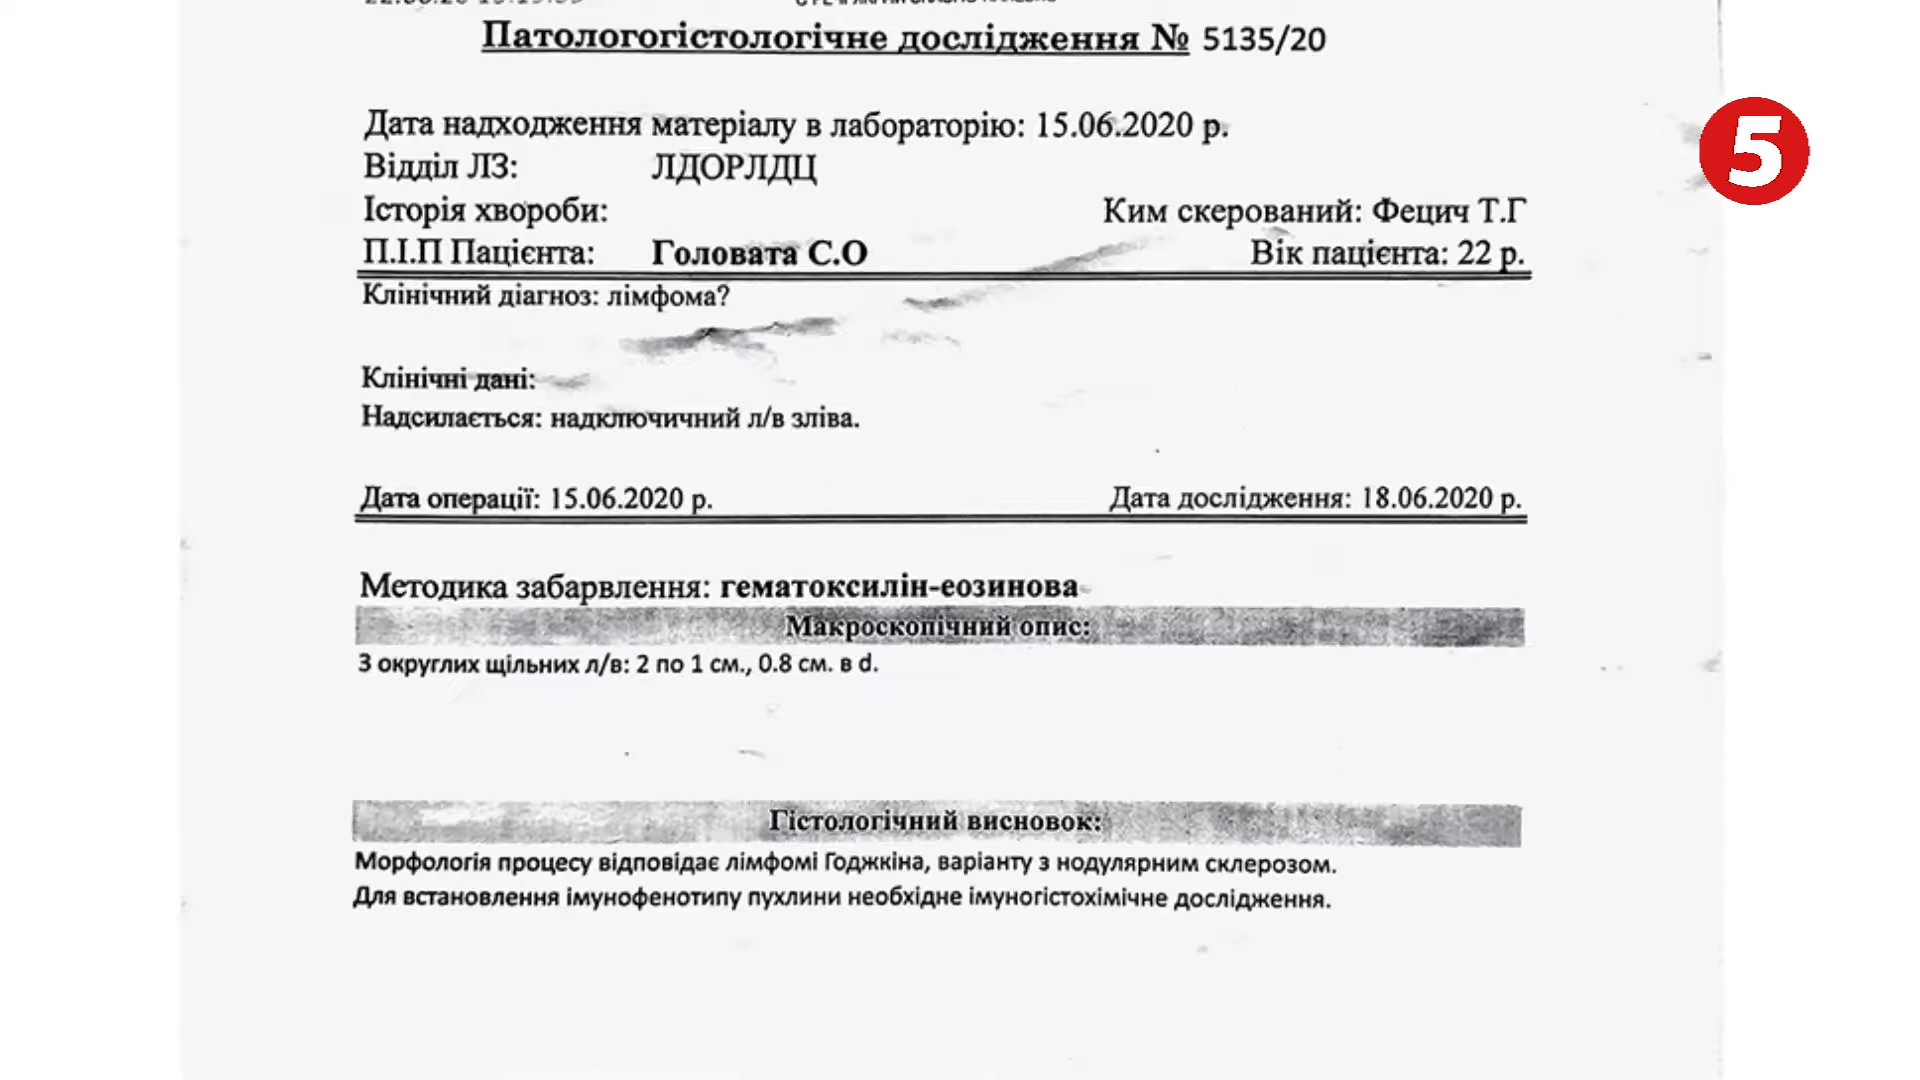 Патологогістологічне дослідження № 5135/20
5
Дата надходження матеріалу в лабораторію: 15.06.2020 р.
Відділ ЛЗ: ЛДОРЛДЦ
Історія хвороби: Ким скерований: Фецич Т.Г
П.І.П Пацієнта: Головата С.О Вік пацієнта: 22 р.
Клінічний діагноз: лімфома?
Клінічні дані:
Надсилається: надключичний л/в зліва.
Дата операції: 15.06.2020 р. Дата дослідження: 18.06.2020 р.
Методика забарвлення: гематоксилін-еозинова
Макроскопічний опис:
3 округлих щільних л/в: 2 по 1 см., 0.8 см. в d.
Гістологічний висновок:
Морфологія процесу відповідає лімфомі Годжкіна, варіанту з нодулярним склерозом.
Для встановлення імунофенотипу пухлини необхідне імуногістохімічне дослідження.